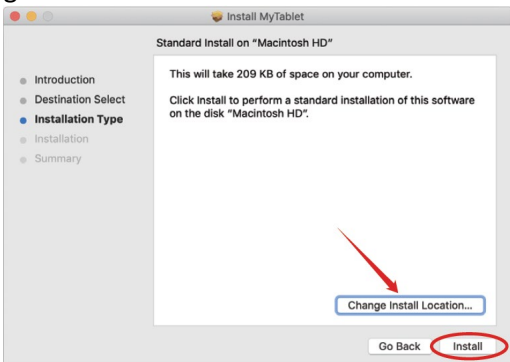 Install MyTablet
Standard Install on "Macintosh HD"
Introduction
Destination Select
Installation Type
Installation
Summary
This will take 209 KB of space on your computer.
Click Install to perform a standard installation of this software
on the disk "Macintosh HD".
Change Install Location...
Go Back
Install